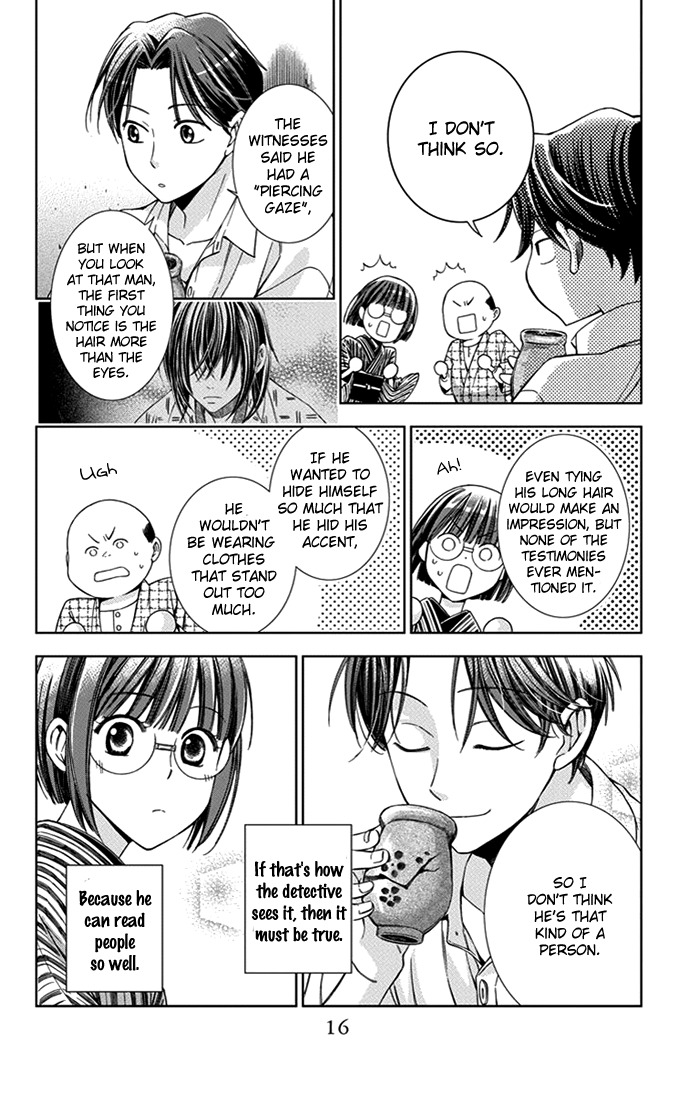 I DON'T
THINK SO.
THE
WITNESSES
SAID HE
HAD A
"PIERCING
GAZE",
BUT WHEN
YOU LOOK
AT THAT MAN,
THE FIRST
THING YOU
NOTICE IS THE
HAIR MORE
THAN THE
EYES.
EVEN TYING
HIS LONG HAIR
WOULD MAKE AN
IMPRESSION, BUT
NONE OF THE
TESTIMONIES
EVER MEN-
TIONED IT.
Ah!
IF HE
WANTED TO
HIDE HIMSELF
SO MUCH THAT
HE HID HIS
ACCENT,
HE
WOULDN'T
BE WEARING
CLOTHES
THAT STAND
OUT TOO
MUCH.
Ugh
SO I
DON'T THINK
HE'S THAT
KIND OF A
PERSON.
If that's how
the detective
sees it, then it
must be true.
Because he
can read
people
so well.
16